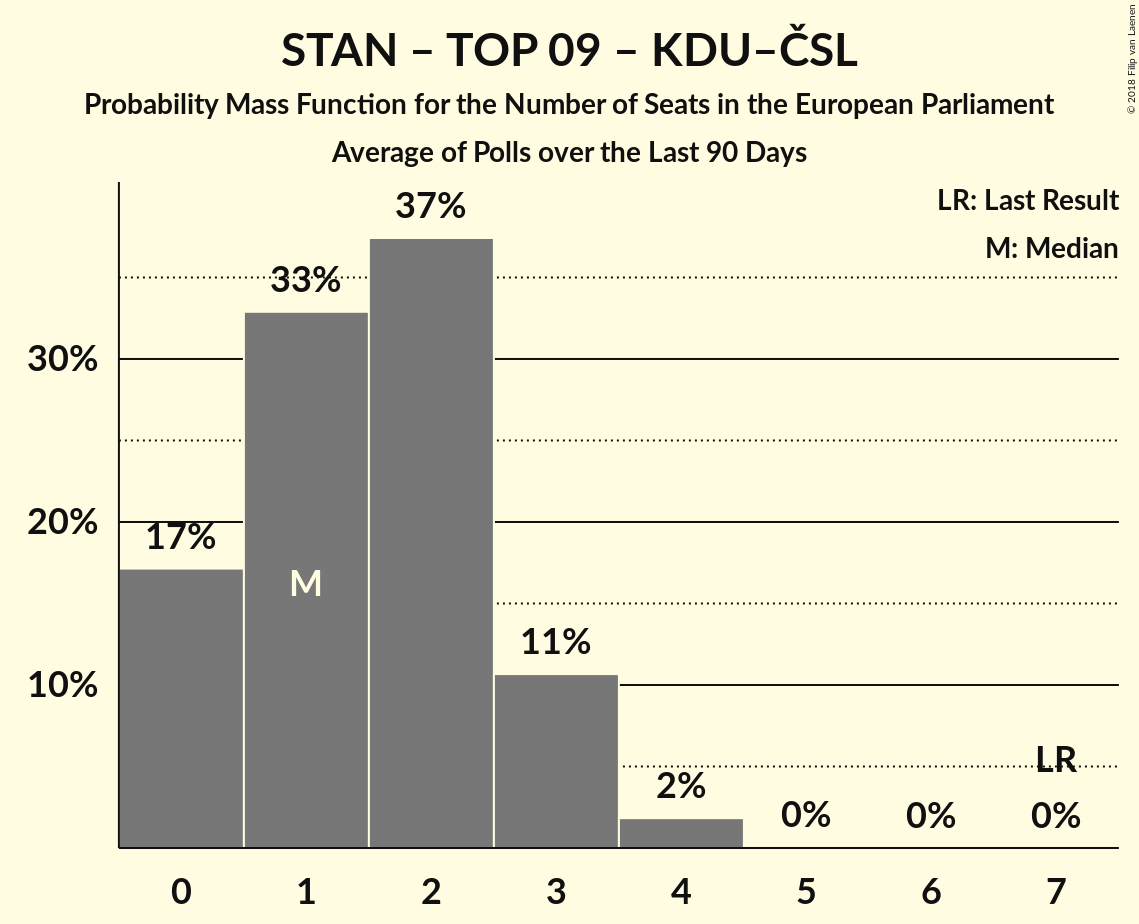 STAN – TOP 09 – KDU–ČSL
Probability Mass Function for the Number of Seats in the European Parliament
Average of Polls over the Last 90 Days
© 2018 Filip van Laenen
LR: Last Result
M: Median
37%
33%
30%
20%
17%
M
11%
10%
LR
2%
0%
0%
0%
0 1 2 3 4 5 6 7